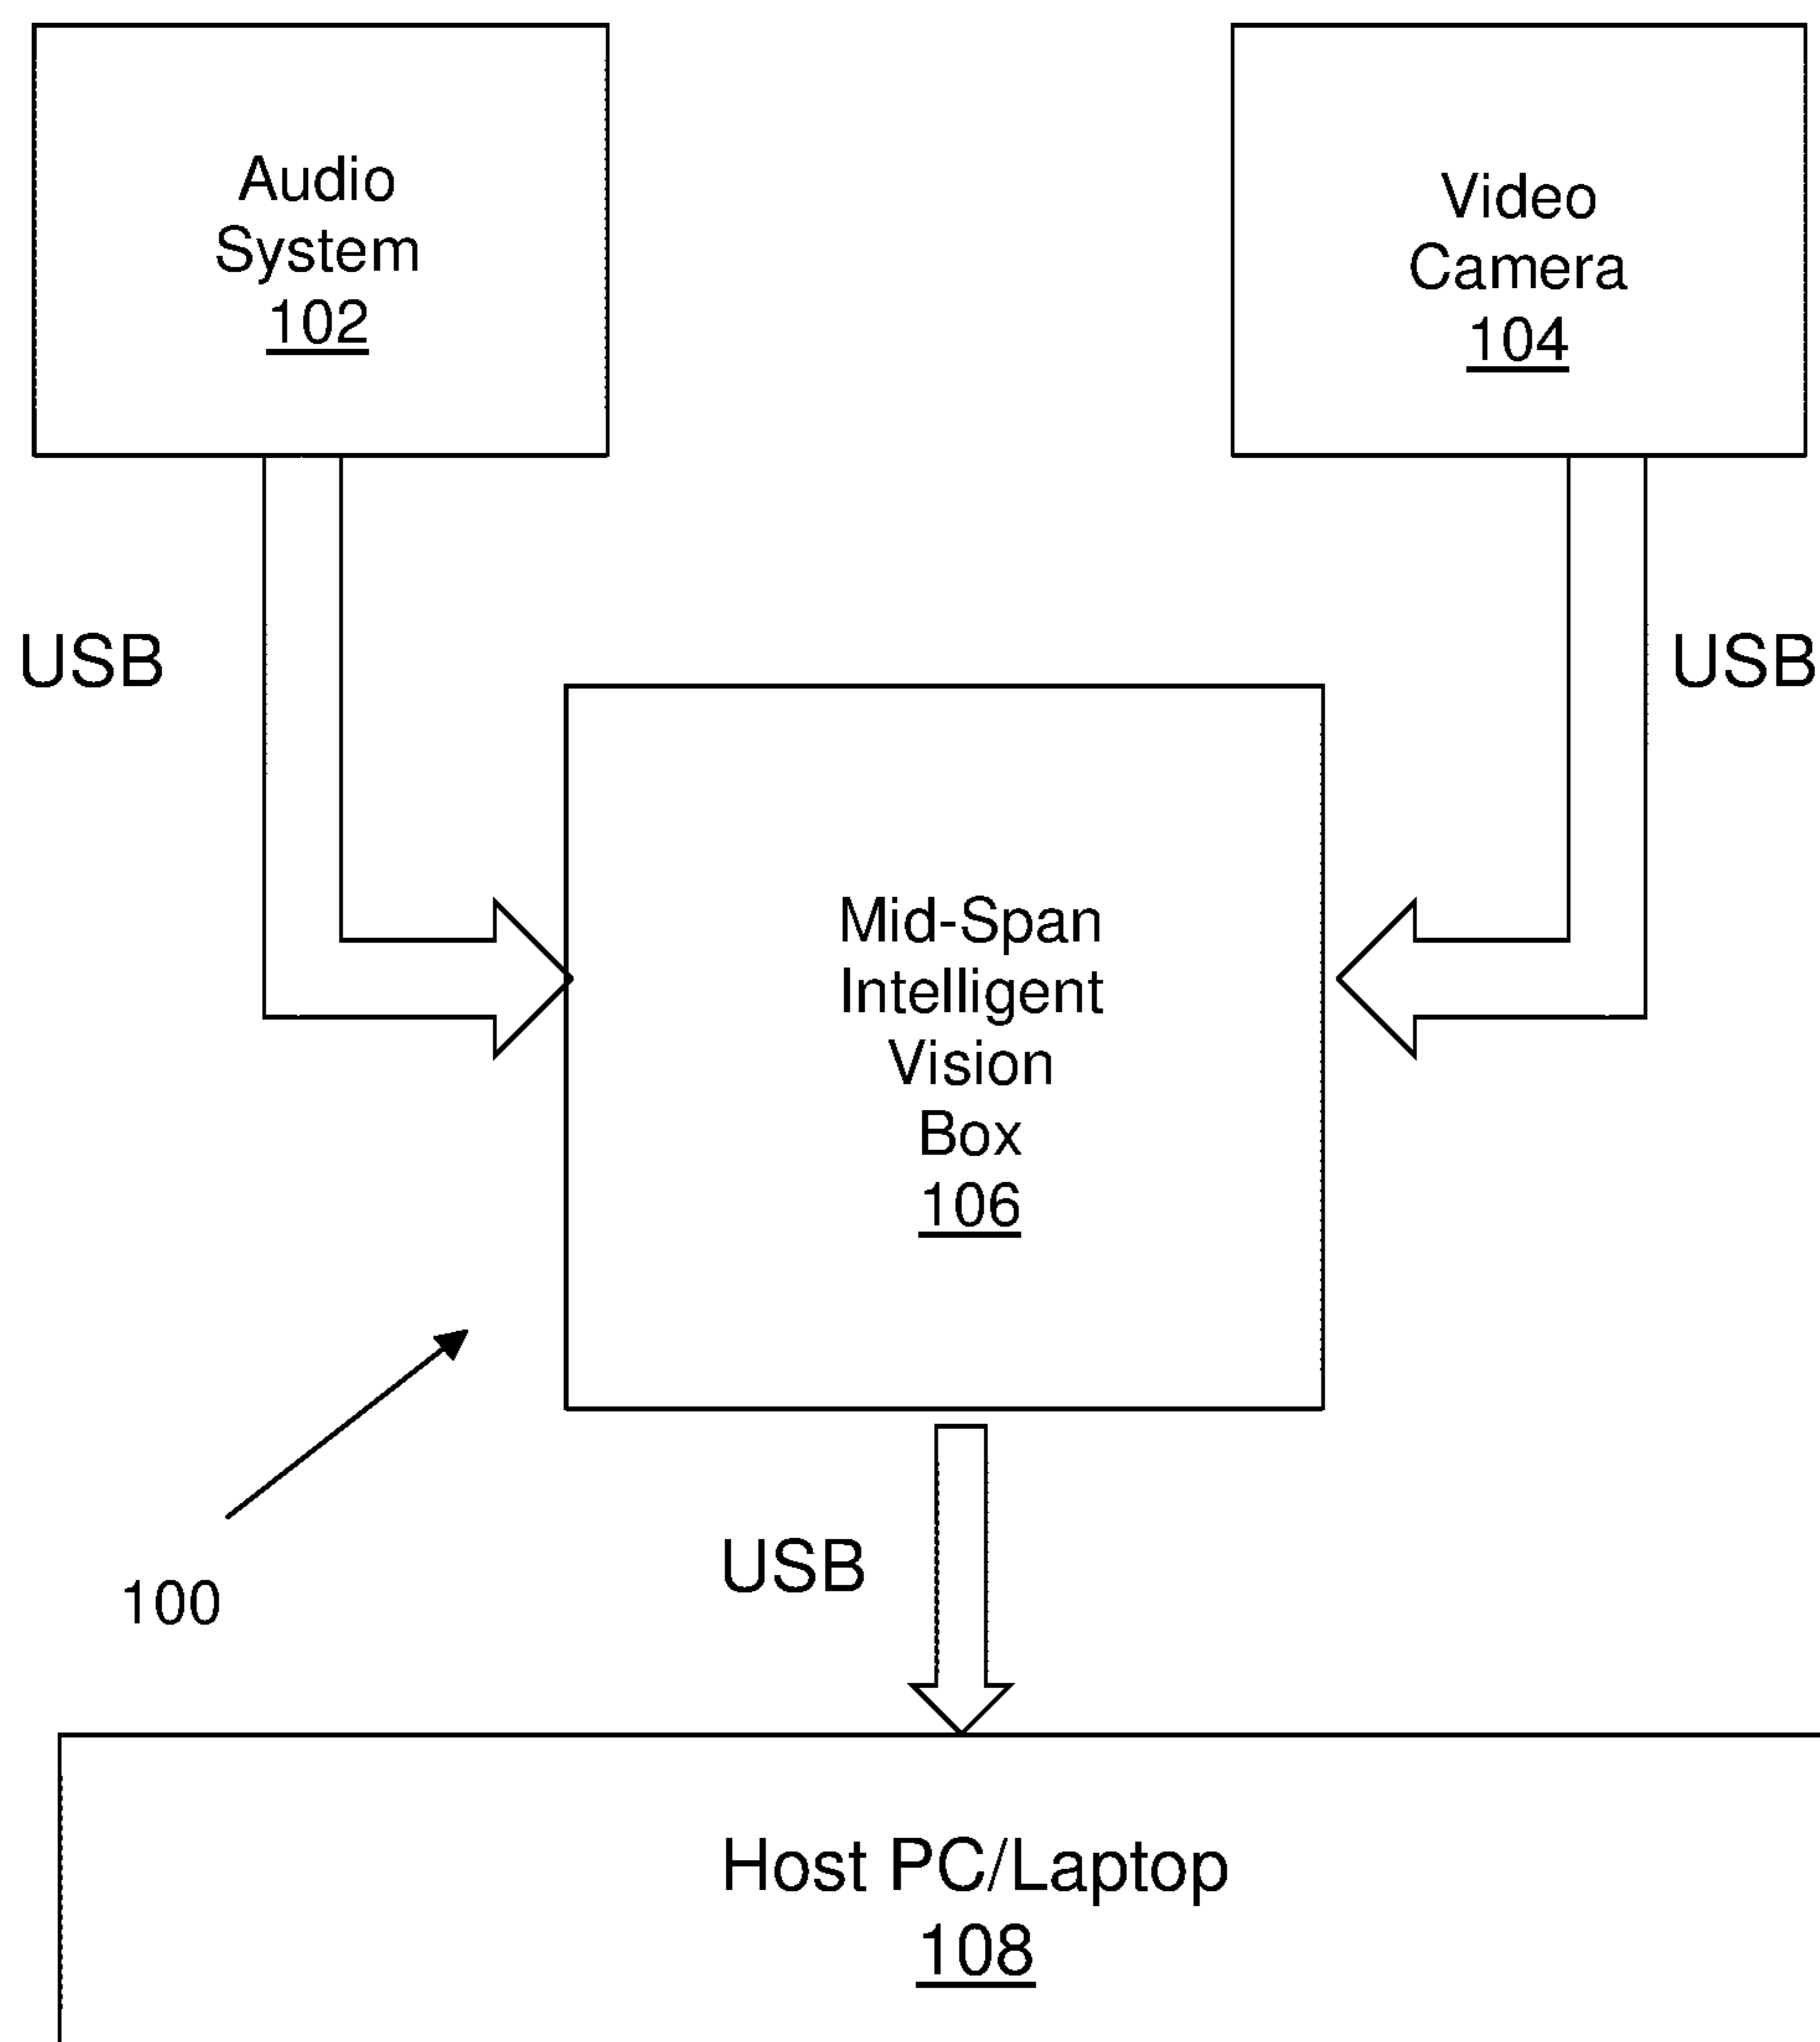 Audio
System
102
Video
Camera
104
USB
USB
Mid-Span
Intelligent
Vision
Box
106
100
USB
Host PC/Laptop
108